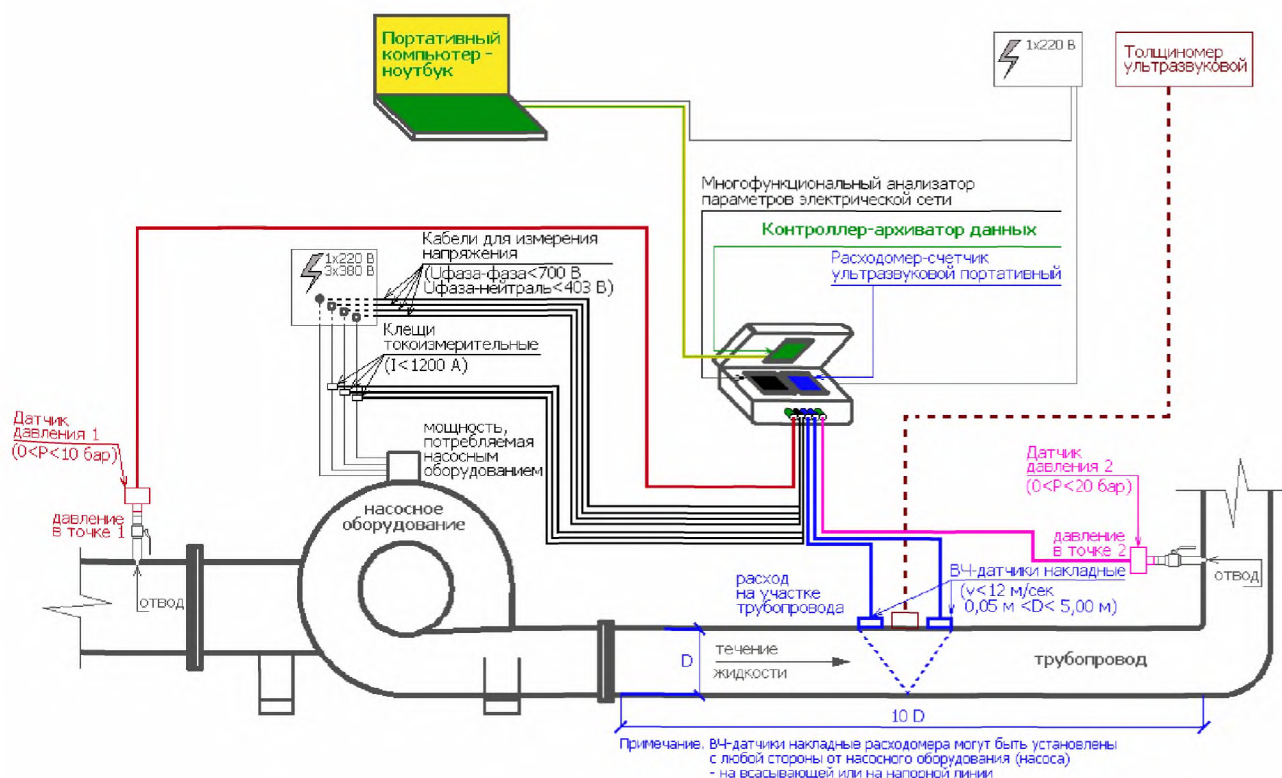 Портативный
компьютер -
ноутбук
1x220 В
Толщиномер
ультразвуковой
Многофункциональный анализатор
параметров электрической сети
Контроллер-архиватор данных
Расходомер-счетчик
ультразвуковой портативный
Кабели для измерения
напряжения
(Uфаза-фаза<700 В
Uфаза-нейтраль<403 В)
1x220 В
3x380 В
Клещи
токоизмерительные
(I<1200 А)
Датчик
давления 1
(0<P<10 бар)
мощность,
потребляемая
насосным
оборудованием
Датчик
давления 2
(0<P<20 бар)
насосное
оборудование
давление
в точке 1
давление
в точке 2
отвод
отвод
расход
на участке
трубопровода
ВЧ-датчики накладные
(v<12 м/сек
0,05 м <D< 5,00 м)
D
течение
жидкости
трубопровод
10 D
Примечание. ВЧ-датчики накладные расходомера могут быть установлены
с любой стороны от насосного оборудования (насоса)
- на всасывающей или на напорной линии